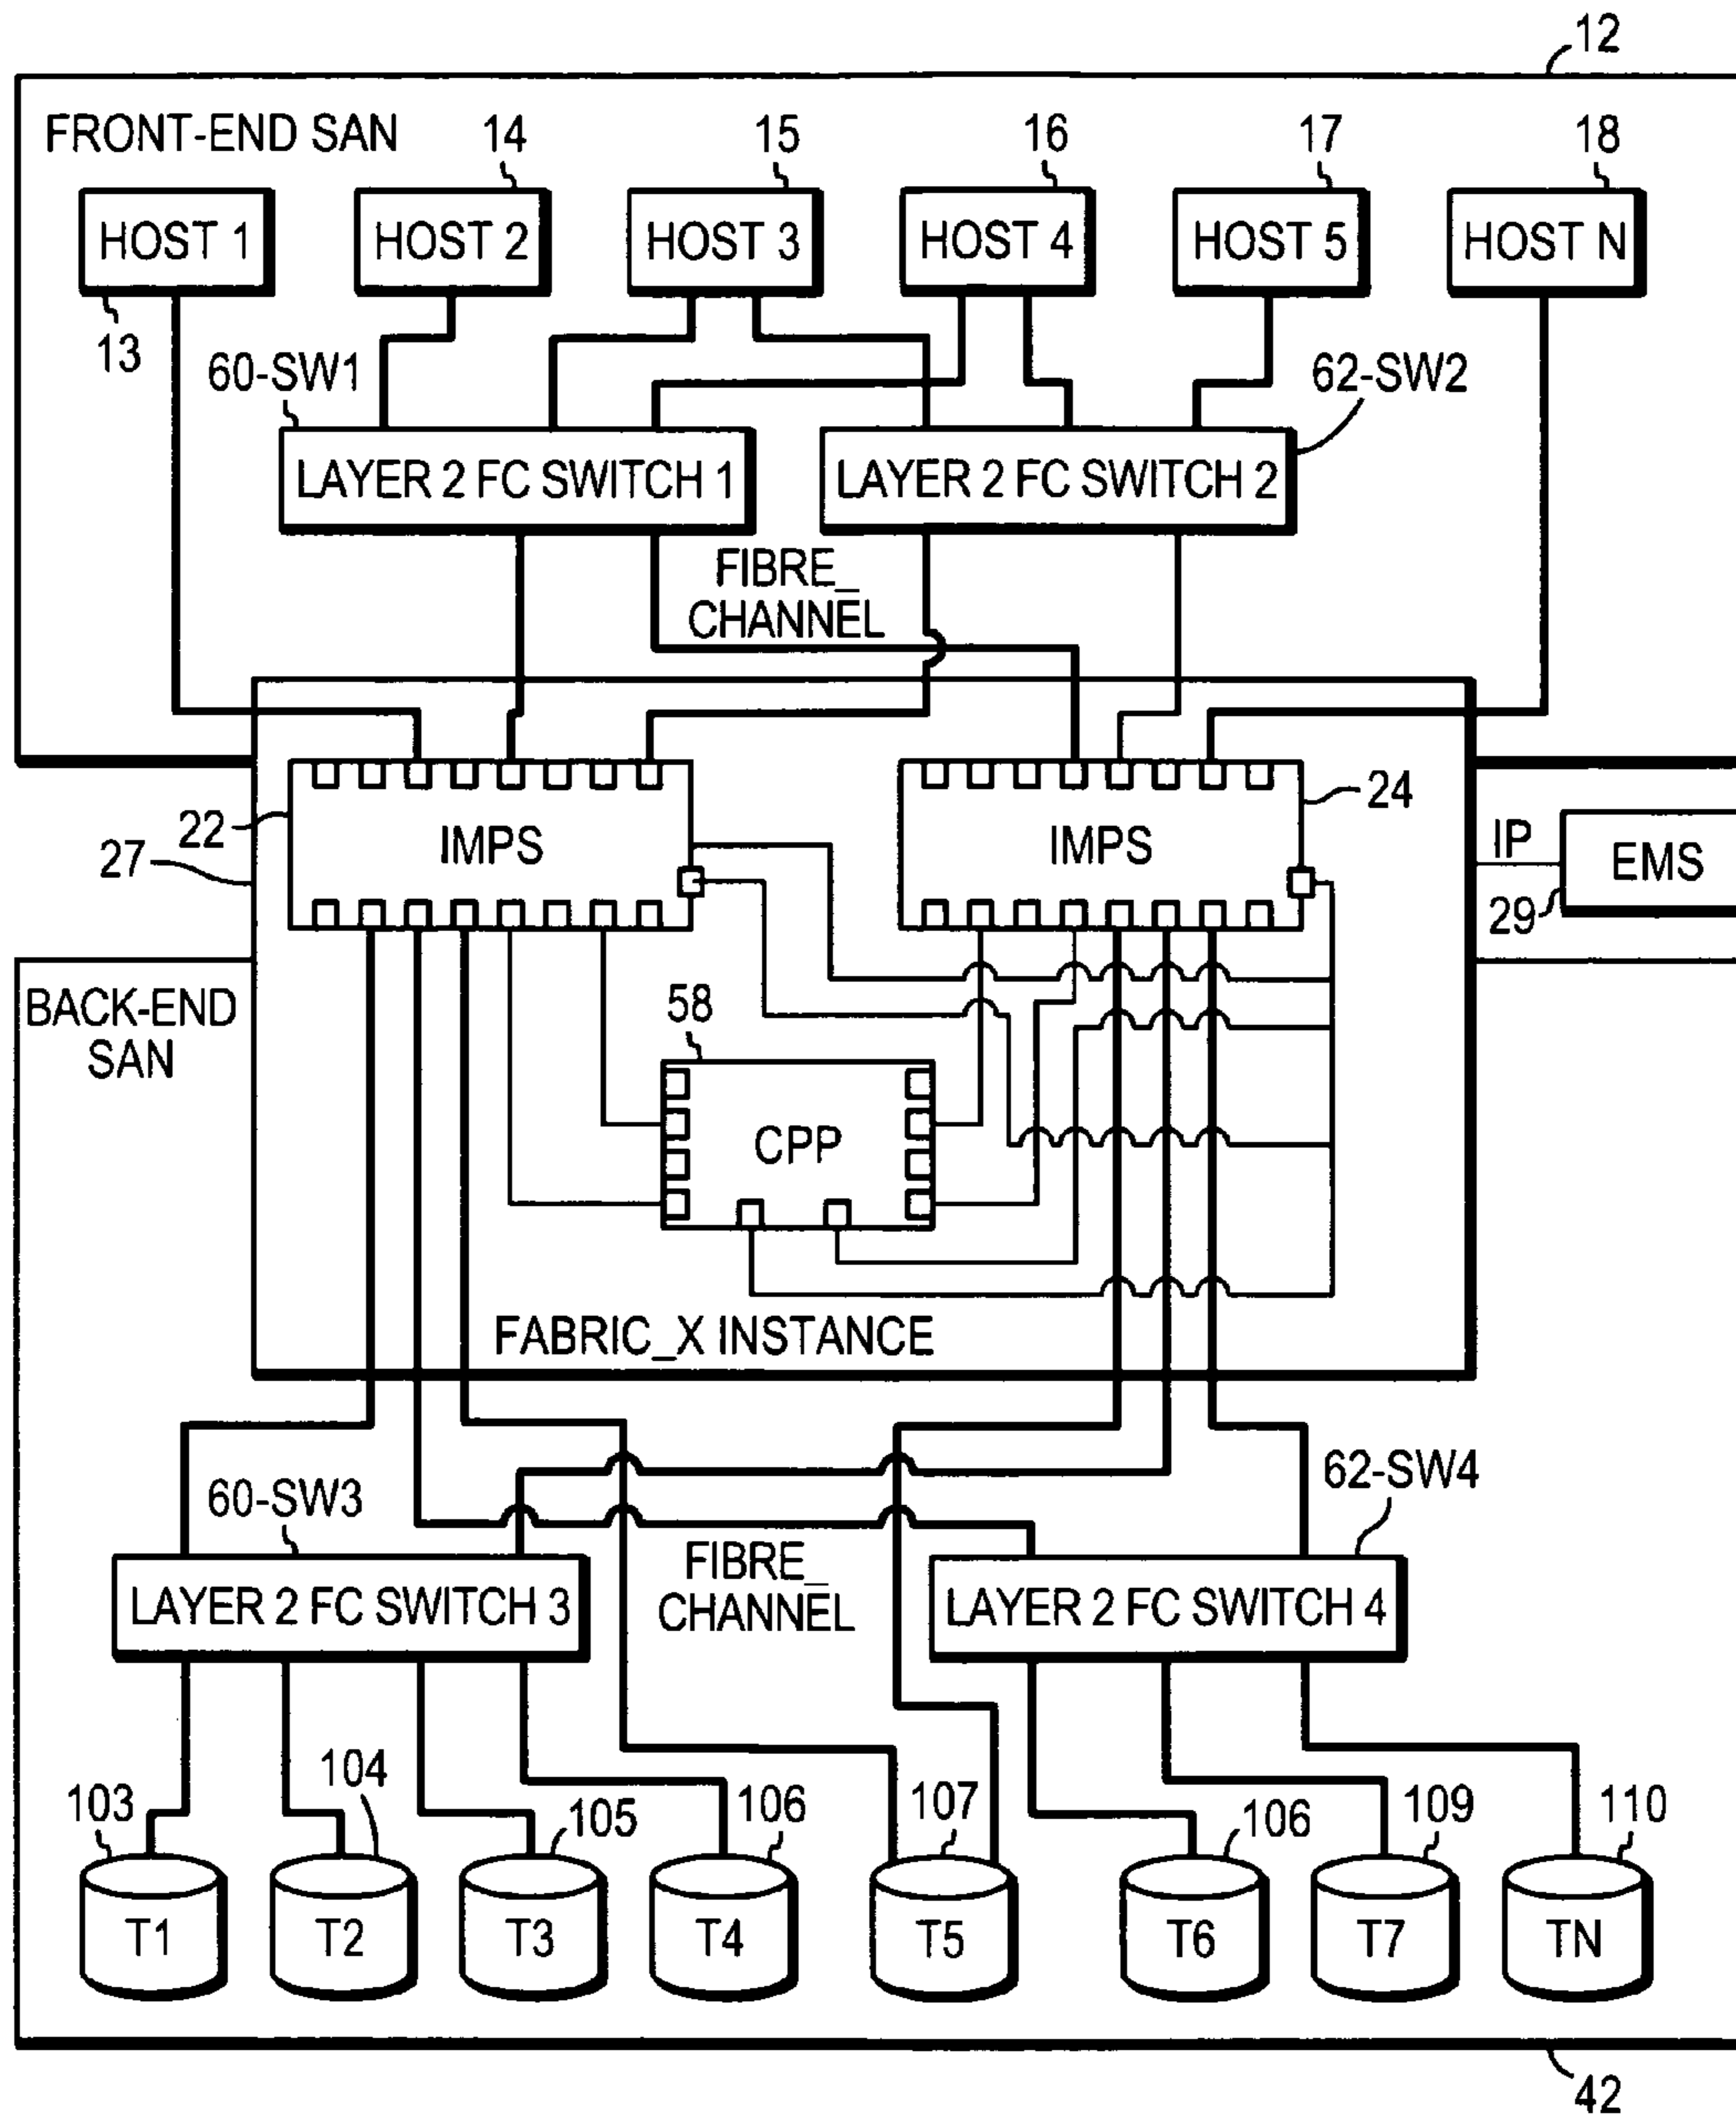 12
FRONT-END SAN
14
15
16
17
18
HOST 1
HOST 2
HOST 3
HOST 4
HOST 5
HOST N
13
60-SW1
62-SW2
LAYER 2 FC SWITCH 1
LAYER 2 FC SWITCH 2
FIBRE_
CHANNEL
22
27
IMPS
IMPS
24
IP
EMS
29
BACK-END
SAN
58
CPP
FABRIC_X INSTANCE
60-SW3
62-SW4
LAYER 2 FC SWITCH 3
FIBRE_
CHANNEL
LAYER 2 FC SWITCH 4
103
104
105
106
107
106
109
110
T1
T2
T3
T4
T5
T6
T7
TN
42